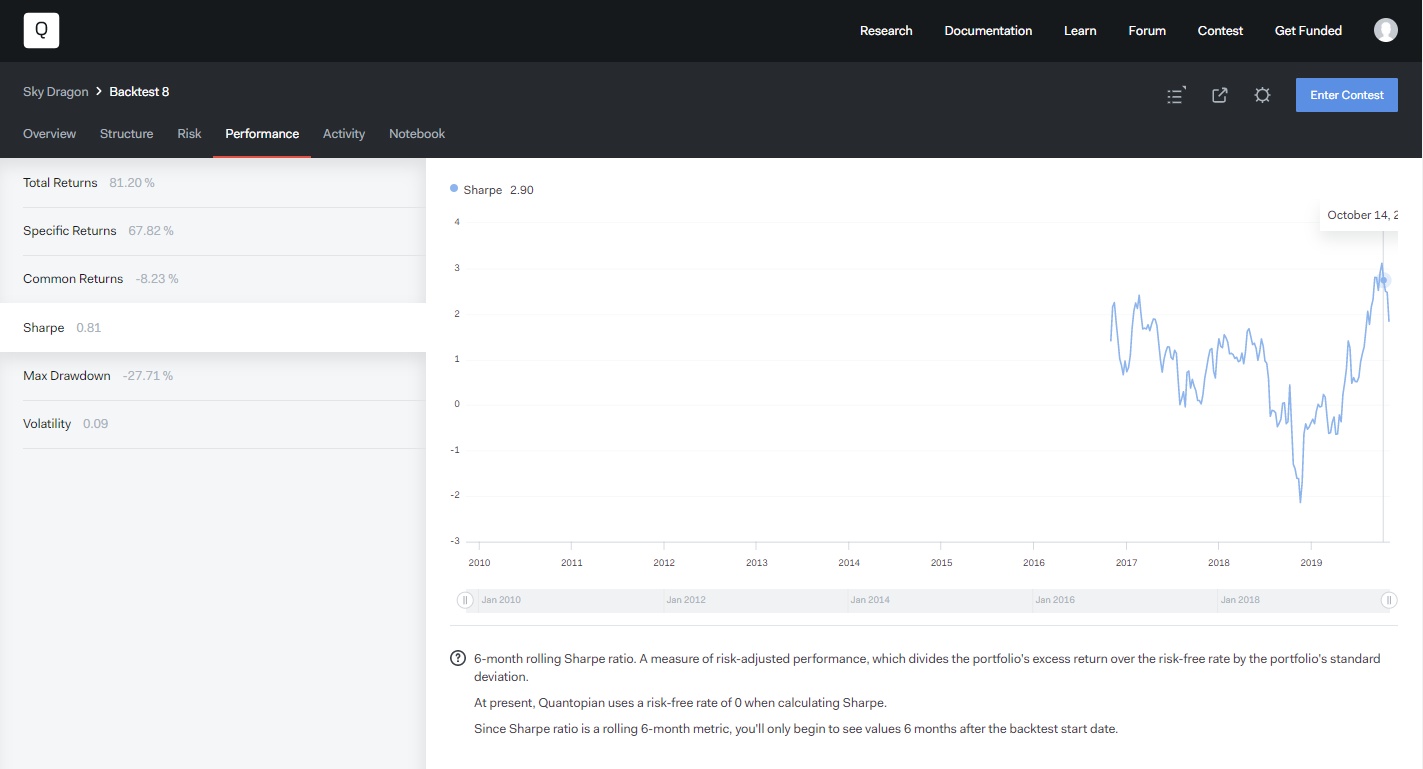 Q
Research Documentation Learn Forum Contest Get Funded
Sky Dragon > Backtest 8
Enter Contest
Overview Structure Risk Performance Activity Notebook
Total Returns 81.20 %
Specific Returns 67.82 %
Common Returns -8.23 %
Sharpe 0.81
Max Drawdown -27.71 %
Volatility 0.09
Sharpe 2.90
October 14, 2
4
3
2
1
0
-1
-2
-3
2010 2011 2012 2013 2014 2015 2016 2017 2018 2019
Jan 2010 Jan 2012 Jan 2014 Jan 2016 Jan 2018
? 6-month rolling Sharpe ratio. A measure of risk-adjusted performance, which divides the portfolio's excess return over the risk-free rate by the portfolio's standard
deviation.
At present, Quantopian uses a risk-free rate of 0 when calculating Sharpe.
Since Sharpe ratio is a rolling 6-month metric, you'll only begin to see values 6 months after the backtest start date.